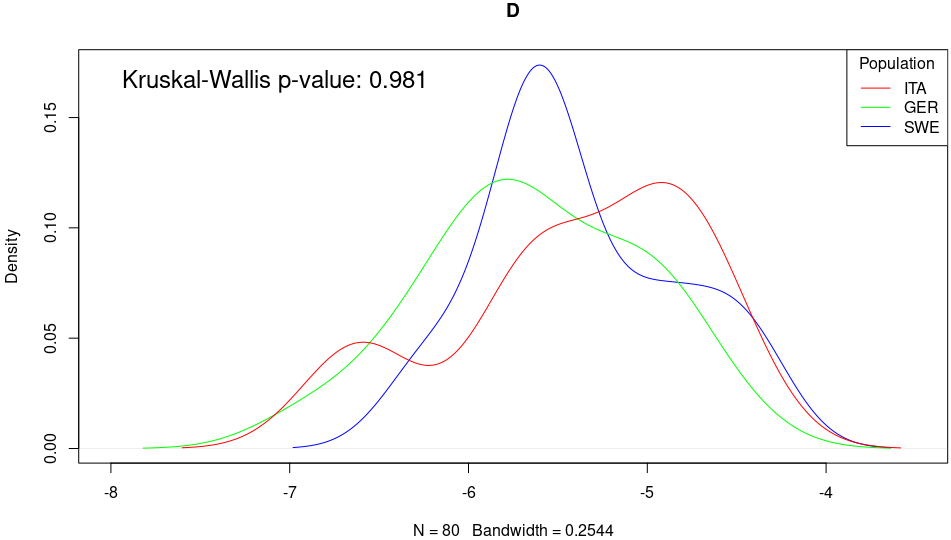 D
Kruskal-Wallis p-value: 0.981
Population
ITA
GER
SWE
Density
0.15
0.10
0.05
0.00
-8 -7 -6 -5 -4
N = 80 Bandwidth = 0.2544